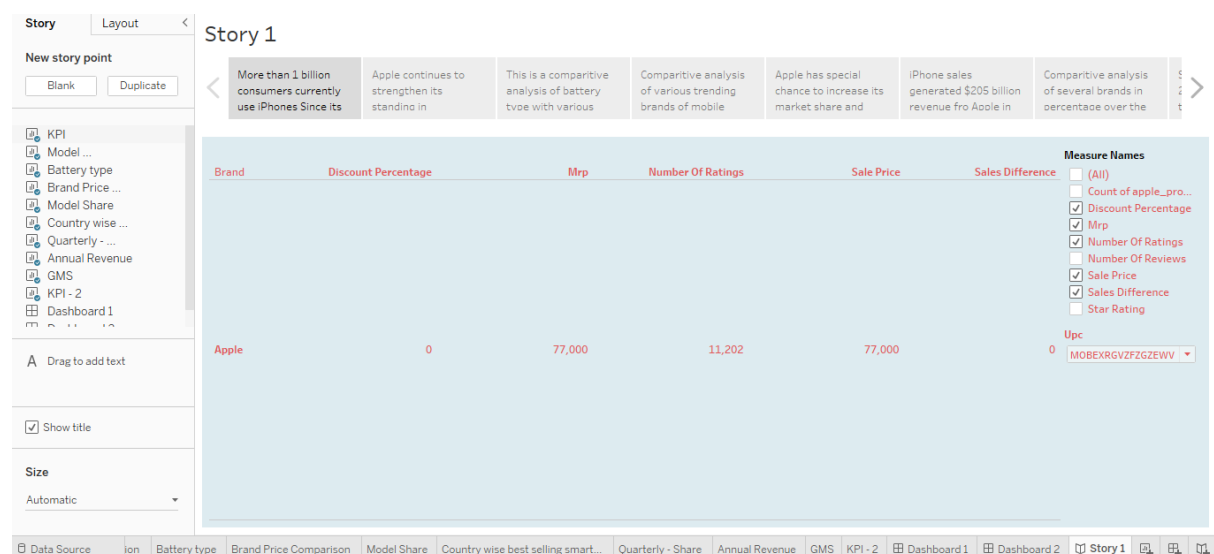 Story
Layout
New story point
Blank
Duplicate
KPI
Model ...
Battery type
Brand Price ...
Model Share
Country wise ...
Quarterly - ...
Annual Revenue
GMS
KPI - 2
Dashboard 1
A Drag to add text
Show title
Size
Automatic
Story 1
More than 1 billion
consumers currently
use iPhones Since its
Apple continues to
strengthen its
standing in
This is a comparitive
analysis of battery
type with various
Comparitive analysis
of various trending
brands of mobile
Apple has special
chance to increase its
market share and
iPhone sales
generated $205 billion
revenue fro Apple in
Comparitive analysis
of several brands in
percentage over the
Brand Discount Percentage Mrp Number Of Ratings Sale Price Sales Difference
Apple 0 77,000 11,202 77,000 0
Measure Names
(All)
Count of apple_pro...
Discount Percentage
Mrp
Number Of Ratings
Number Of Reviews
Sale Price
Sales Difference
Star Rating
Upc
MOBEXRGVZFZGZEWV
Data Source ion Battery type Brand Price Comparison Model Share Country wise best selling smart... Quarterly - Share Annual Revenue GMS KPI - 2 Dashboard 1 Dashboard 2 Story 1